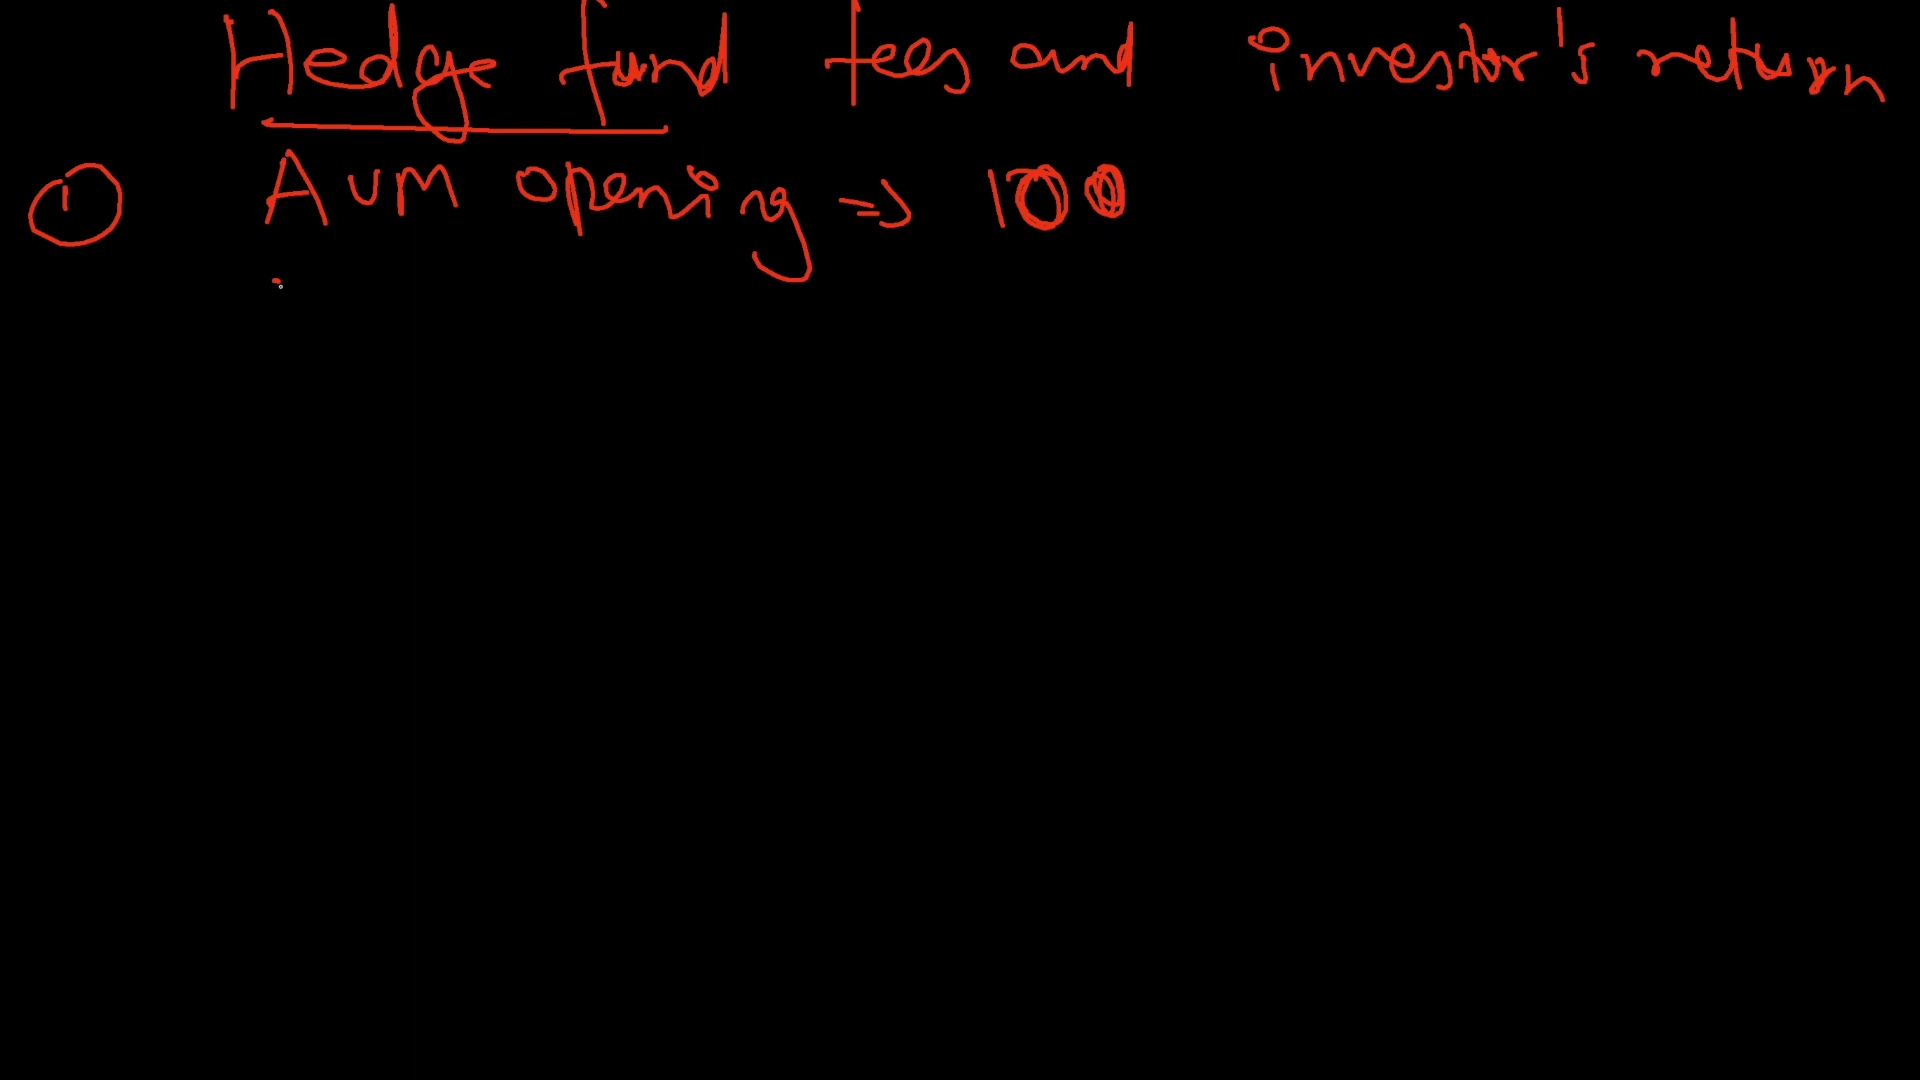 Hedge fund fees and investor's return
① AUM opening => 100